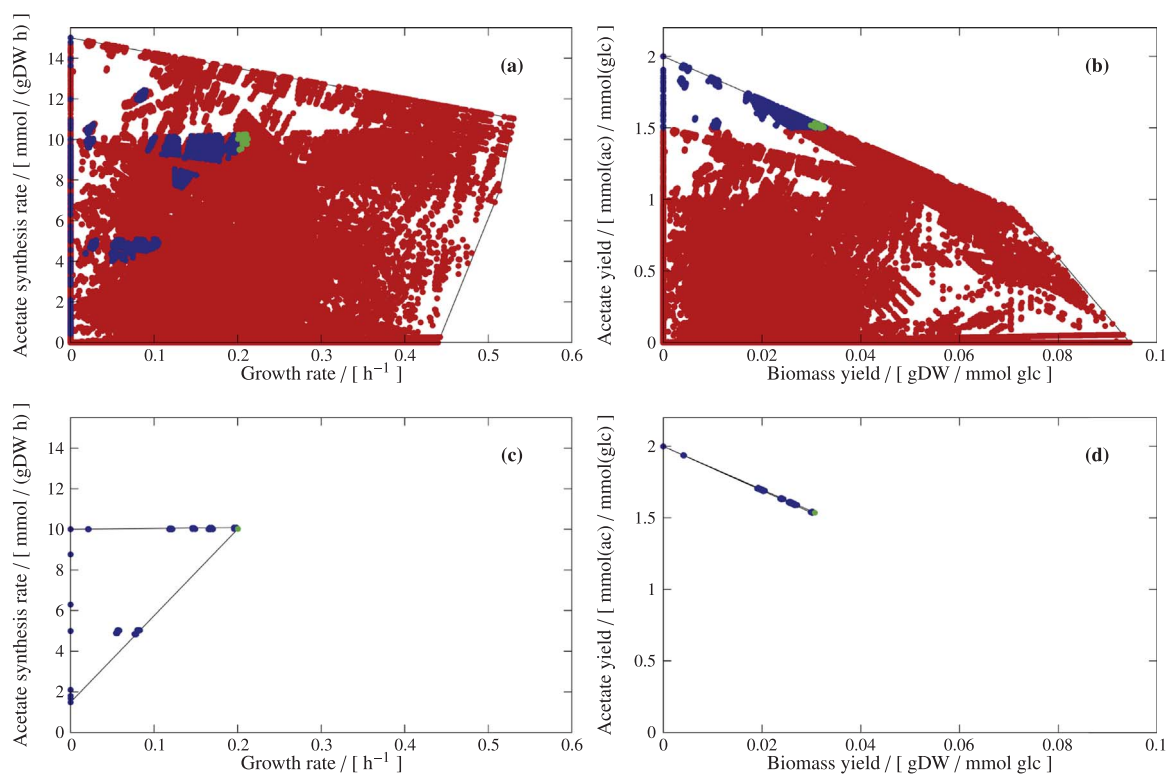 (a)
Acetate synthesis rate / [ mmol / (gDW h) ]
14
12
10
8
6
4
2
0
0 0.1 0.2 0.3 0.4 0.5 0.6
Growth rate / [ h⁻¹ ]
(b)
Acetate yield / [ mmol(ac) / mmol(glc) ]
2
1.5
1
0.5
0
0 0.02 0.04 0.06 0.08 0.1
Biomass yield / [ gDW / mmol glc ]
(c)
Acetate synthesis rate / [ mmol / (gDW h) ]
14
12
10
8
6
4
2
0
0 0.1 0.2 0.3 0.4 0.5 0.6
Growth rate / [ h⁻¹ ]
(d)
Acetate yield / [ mmol(ac) / mmol(glc) ]
2
1.5
1
0.5
0
0 0.02 0.04 0.06 0.08 0.1
Biomass yield / [ gDW / mmol glc ]